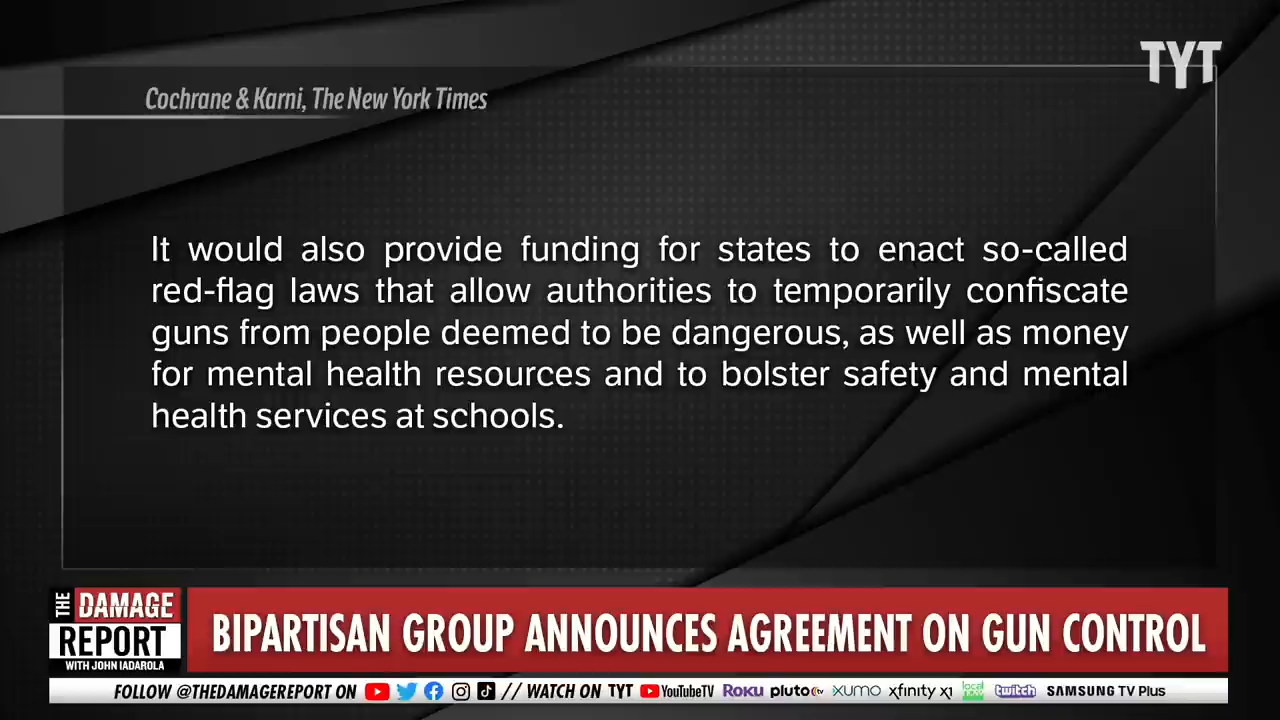 TYT
Cochrane & Karni, The New York Times
It would also provide funding for states to enact so-called
red-flag laws that allow authorities to temporarily confiscate
guns from people deemed to be dangerous, as well as money
for mental health resources and to bolster safety and mental
health services at schools.
THE DAMAGE
REPORT
WITH JOHN IADAROLA
BIPARTISAN GROUP ANNOUNCES AGREEMENT ON GUN CONTROL
FOLLOW @THEDAMAGEREPORT ON // WATCH ON TYT YouTubeTV ROKU pluto tv XUMO xfinity x1 local now twitch SAMSUNG TV Plus